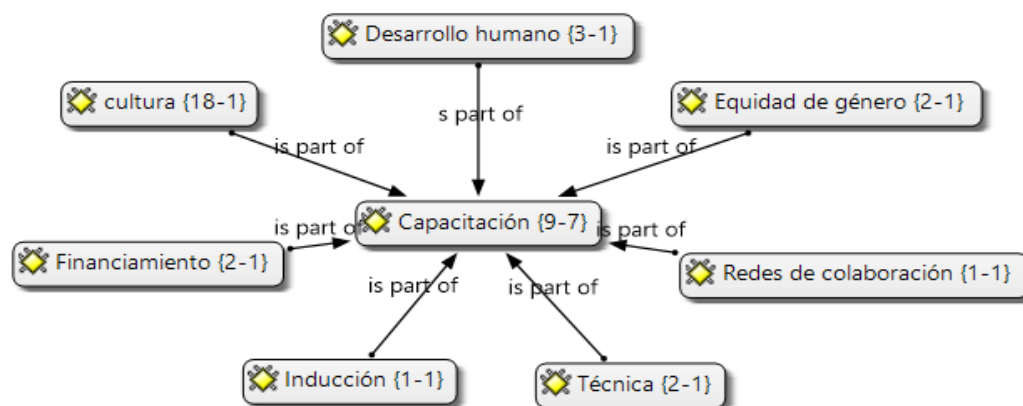 Desarrollo humano {3-1}
cultura {18-1}
Equidad de género {2-1}
s part of
is part of
is part of
Capacitación {9-7}
is part of
is part of
Financiamiento {2-1}
Redes de colaboración {1-1}
is part of
is part of
Inducción {1-1}
Técnica {2-1}